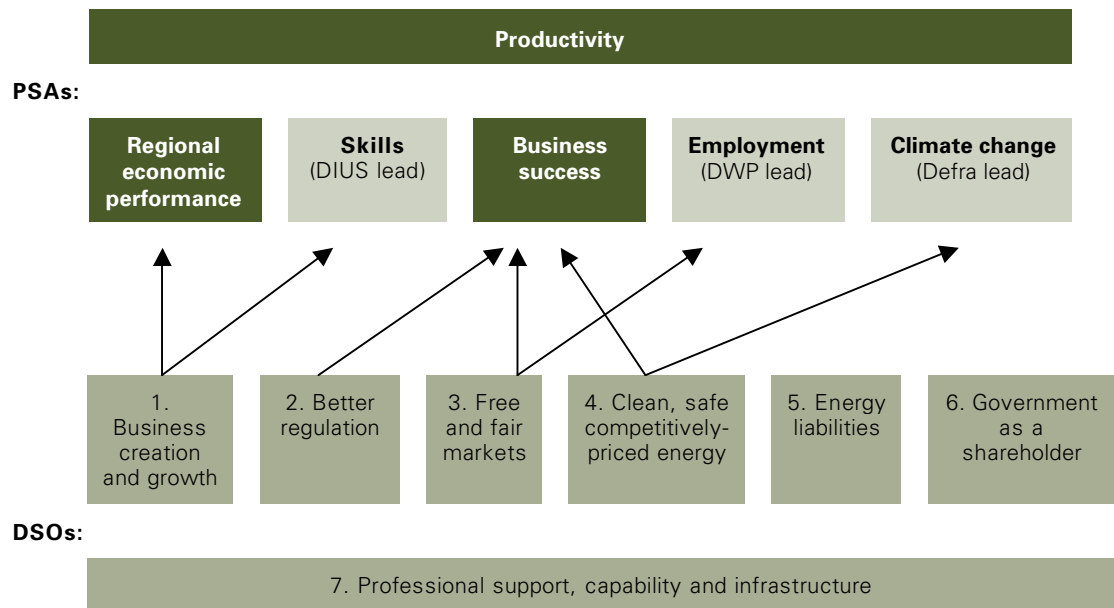 Productivity
PSAs:
Regional
economic
performance
Skills
(DIUS lead)
Business
success
Employment
(DWP lead)
Climate change
(Defra lead)
1.
Business
creation
and growth
2. Better
regulation
3. Free
and fair
markets
4. Clean, safe
competitively-
priced energy
5. Energy
liabilities
6. Government
as a
shareholder
DSOs:
7. Professional support, capability and infrastructure